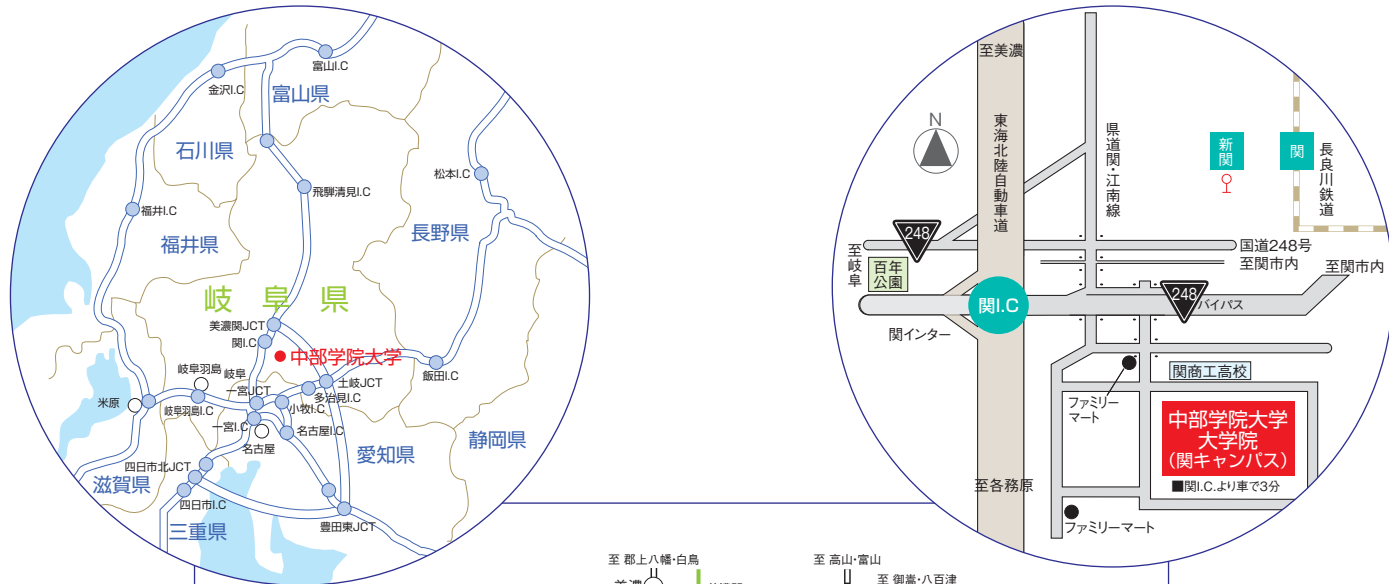 富山I.C
金沢I.C
富山県
石川県
松本I.C
飛騨清見I.C
福井I.C
福井県
長野県
岐阜県
美濃関JCT
関I.C
中部学院大学
岐阜羽島
岐阜
一宮JCT
土岐JCT
飯田I.C
多治見I.C
米原
岐阜羽島I.C
小牧I.C
一宮I.C
名古屋I.C
名古屋
愛知県
静岡県
四日市北JCT
滋賀県
四日市I.C
豊田東JCT
三重県
至美濃
N
東海北陸自動車道
県道関・江南線
新関
関
長良川鉄道
248
国道248号
至関市内
至関市内
至岐阜
百年
公園
関I.C
248
バイパス
関インター
ファミリー
マート
関商工高校
中部学院大学
大学院
(関キャンパス)
■関I.C.より車で3分
至各務原
ファミリーマート
至 郡上八幡・白鳥
至 高山・富山
至 御嵩・八百津